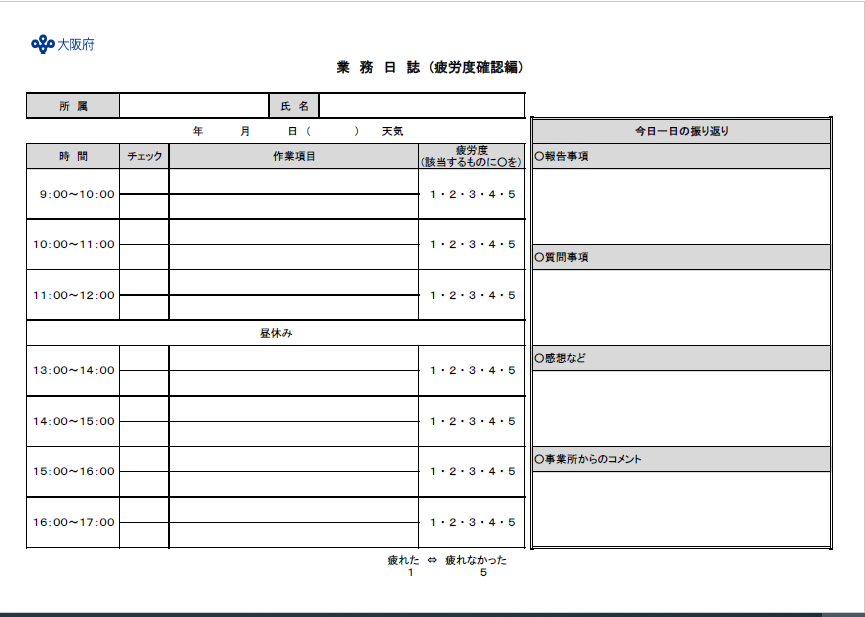 大阪府
業 務 日 誌 （疲労度確認編）
所 属
氏 名
年 月 日（ ） 天気
時 間 チェック 作業項目 疲労度
(該当するものに〇を)
9:00～10:00 1・2・3・4・5
10:00～11:00 1・2・3・4・5
11:00～12:00 1・2・3・4・5
昼休み
13:00～14:00 1・2・3・4・5
14:00～15:00 1・2・3・4・5
15:00～16:00 1・2・3・4・5
16:00～17:00 1・2・3・4・5
疲れた ⇔ 疲れなかった
1 5
今日一日の振り返り
〇報告事項
〇質問事項
〇感想など
〇事業所からのコメント